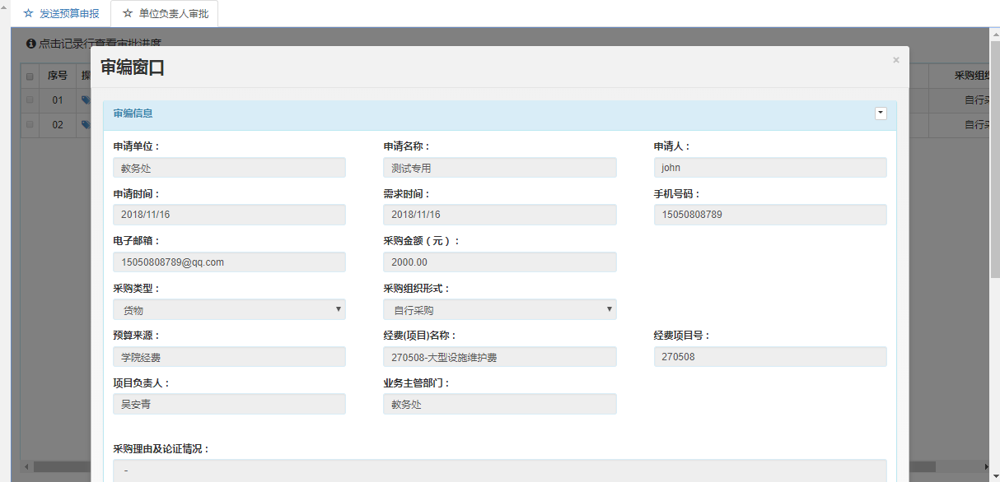 ☆ 发送预算申报 ☆ 单位负责人审批
点击记录行查看审批进度
审编窗口 ×
序号
采购组织
01
自行采
02
自行采
审编信息
申请单位： 申请名称： 申请人：
教务处 测试专用 john
申请时间： 需求时间： 手机号码：
2018/11/16 2018/11/16 15050808789
电子邮箱： 采购金额（元）：
15050808789@qq.com 2000.00
采购类型： 采购组织形式：
货物 自行采购
预算来源： 经费(项目)名称： 经费项目号：
学院经费 270508-大型设施维护费 270508
项目负责人： 业务主管部门：
吴安青 教务处
采购理由及论证情况：
-